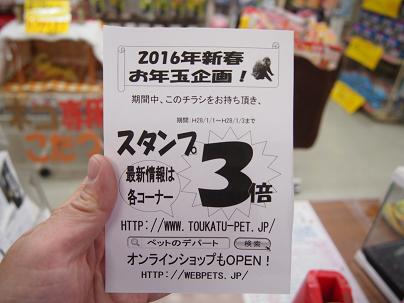 2016年新春
お年玉企画！
期間中、このチラシをお持ち頂き、
期間 :H28/1/1ーH28/1/3まで
スタンプ
3倍
最新情報は
各コーナー
HTTP://WWW.TOUKATU-PET.JP/
ペットのデパート 検索
オンラインショップもOPEN！
HTTP://WEBPETS.JP/